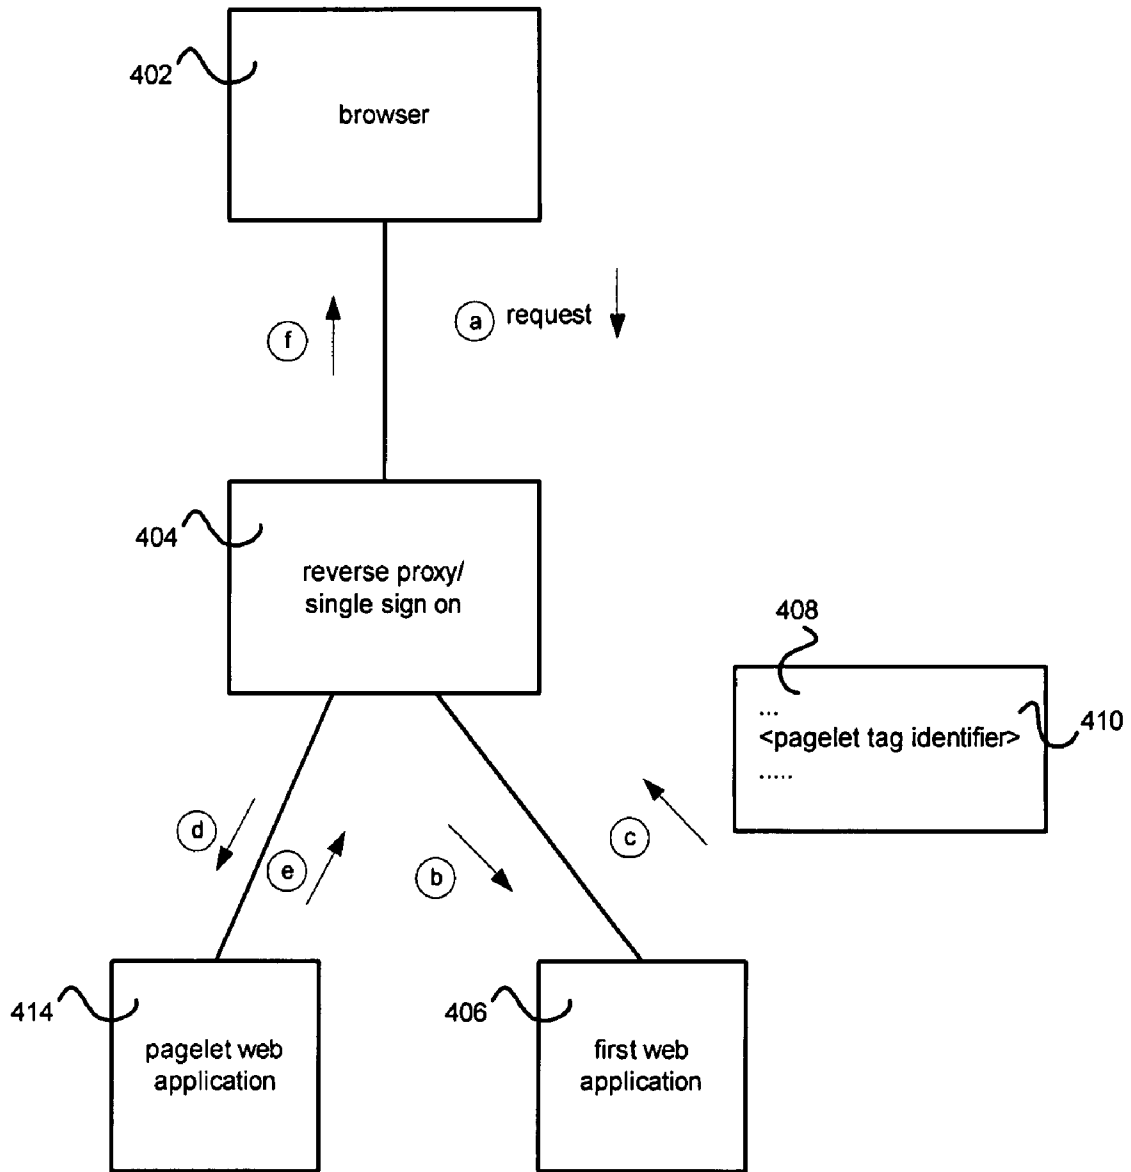 402
browser
f
a request
404
reverse proxy/
single sign on
408
...
<pagelet tag identifier>
.....
410
d
e
b
c
414
pagelet web
application
406
first web
application